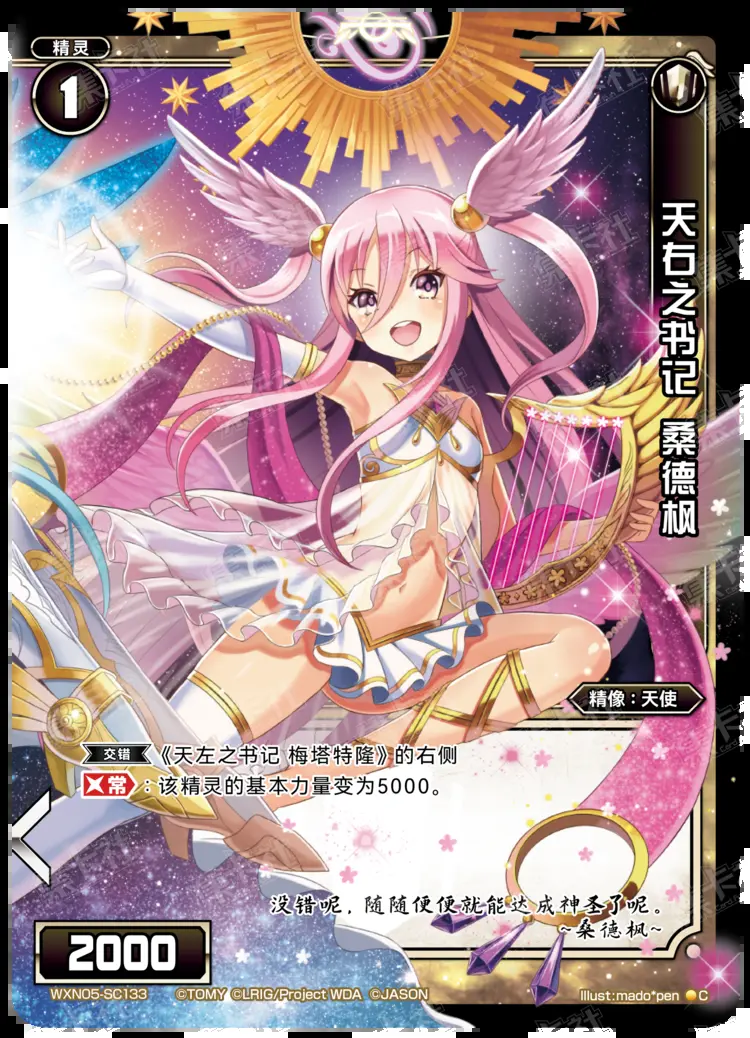 精灵
1
天右之书记 桑德枫
精像：天使
交错 《天左之书记 梅塔特隆》的右侧
常：该精灵的基本力量变为5000。
没错呢，随随便便就能达成神圣了呢。
~桑德枫~
2000
WXN05-SC133 ©TOMY ©LRIG/Project WDA ©JASON
Illust:mado*pen C
集卡社